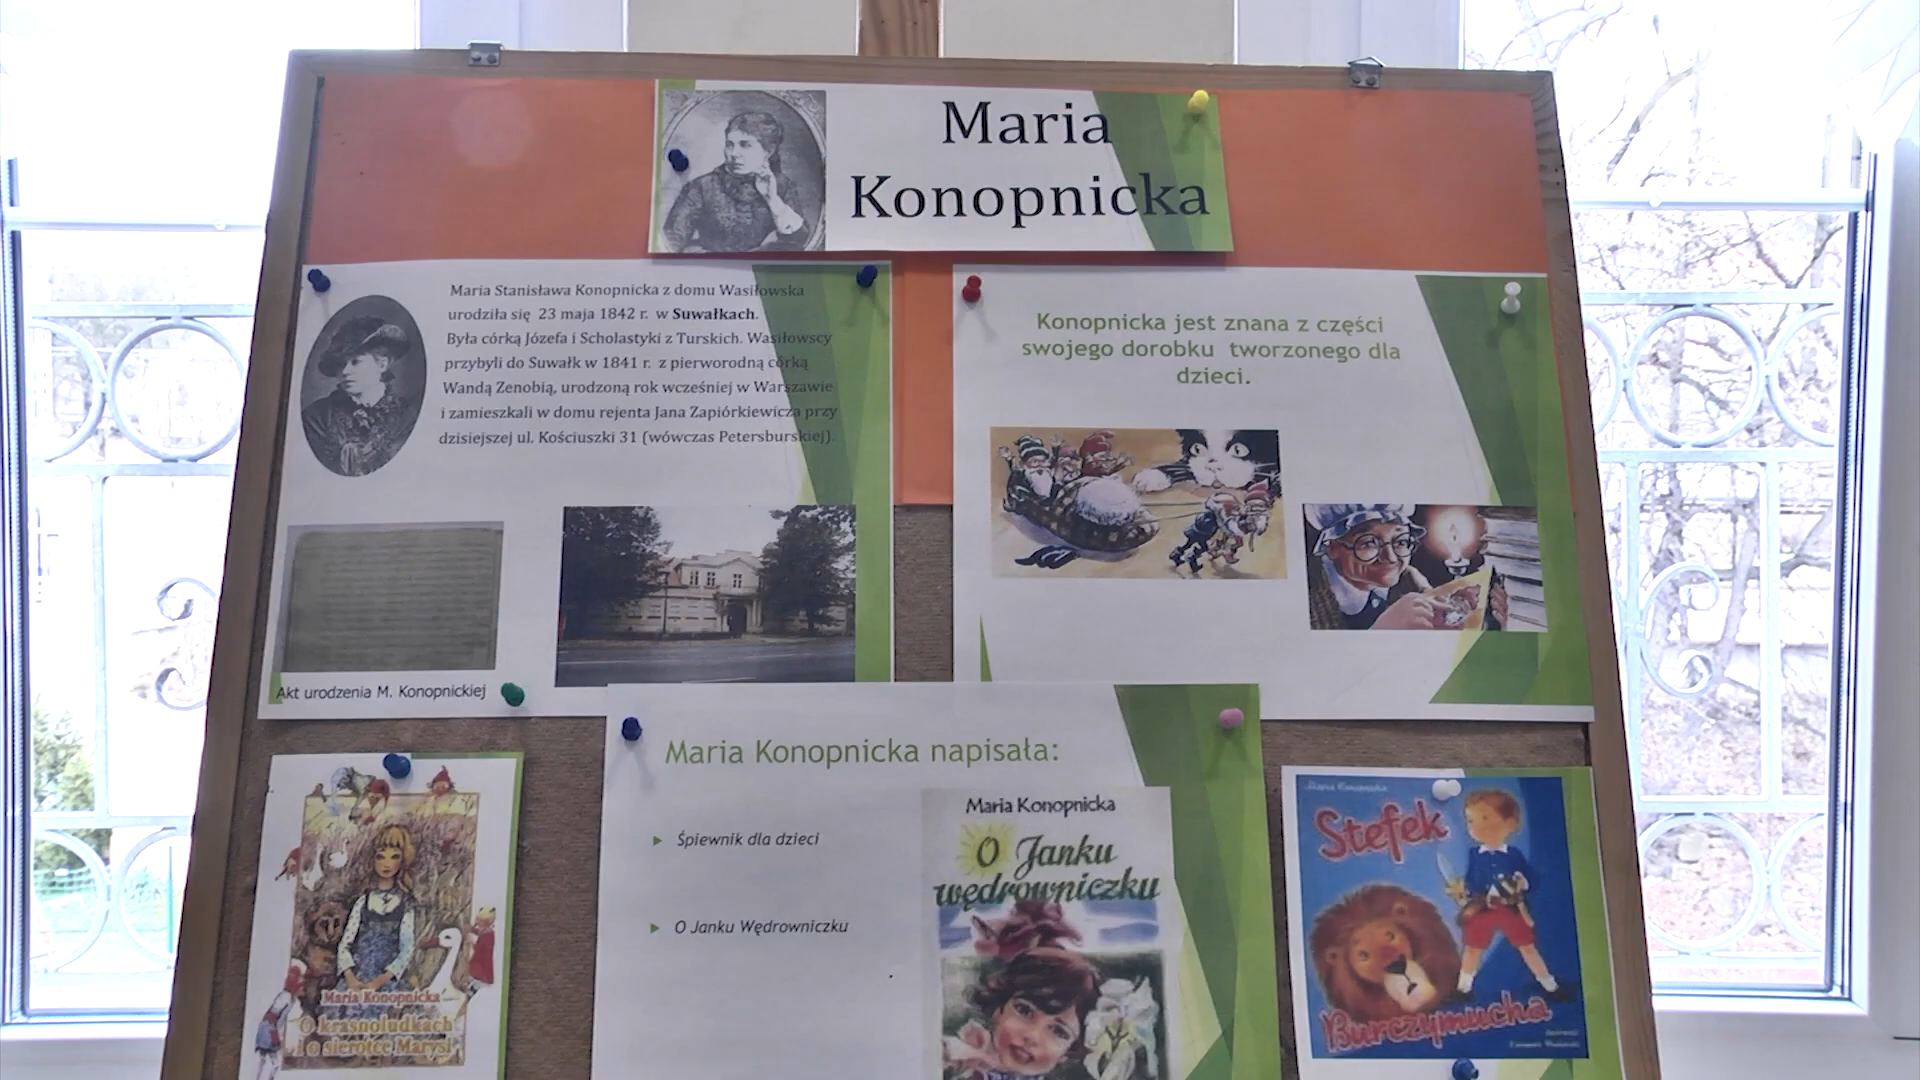 Maria
Konopnicka
Maria Stanisława Konopnicka z domu Wasiłowska
urodziła się 23 maja 1842 r. w Suwałkach.
Była córką Józefa i Scholastyki z Turskich. Wasiłowscy
przybyli do Suwałk w 1841 r. z pierworodną córką
Wandą Zenobią, urodzoną rok wcześniej w Warszawie
i zamieszkali w domu rejenta Jana Zapiórkiewicza przy
dzisiejszej ul. Kościuszki 31 (wówczas Petersburskiej).
Akt urodzenia M. Konopnickiej
Konopnicka jest znana z części
swojego dorobku tworzonego dla
dzieci.
Maria Konopnicka
O krasnoludkach
i o sierotce Marysi
Maria Konopnicka napisała:
Śpiewnik dla dzieci
O Janku Wędrowniczku
Maria Konopnicka
O Janku
wędrowniczku
Maria Konopnicka
Stefek
Burczymucha